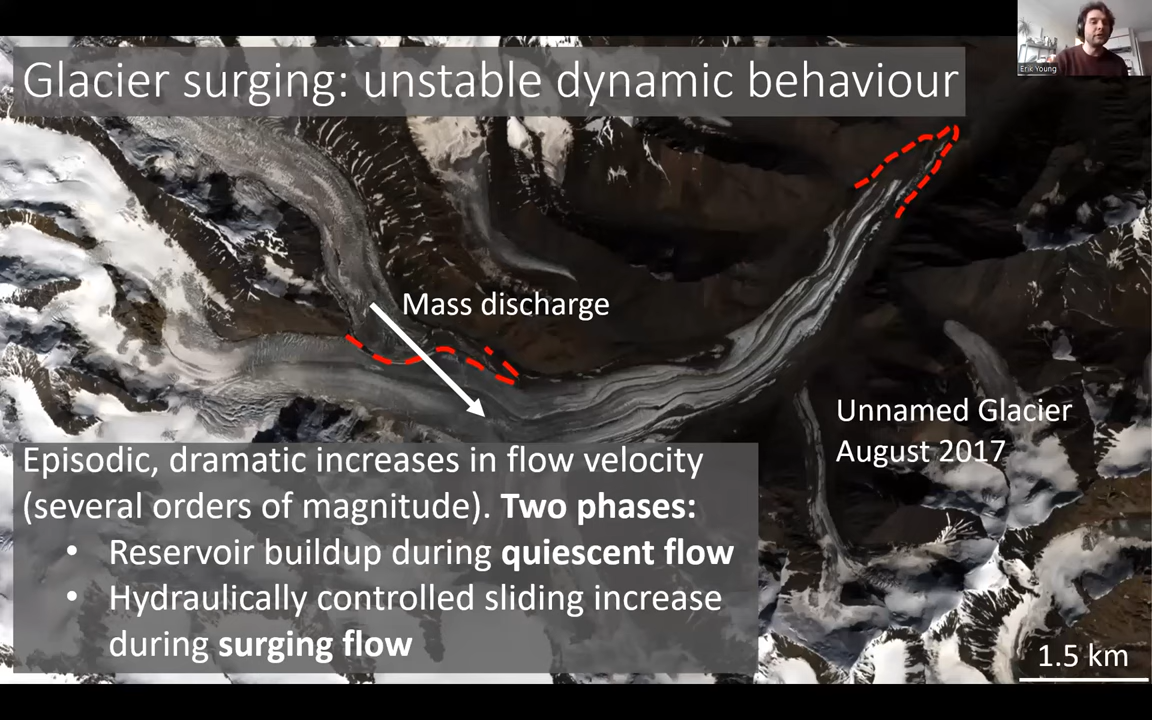 Glacier surging: unstable dynamic behaviour
Erik Young
Mass discharge
Unnamed Glacier
August 2017
Episodic, dramatic increases in flow velocity
(several orders of magnitude). Two phases:
• Reservoir buildup during quiescent flow
• Hydraulically controlled sliding increase
during surging flow
1.5 km